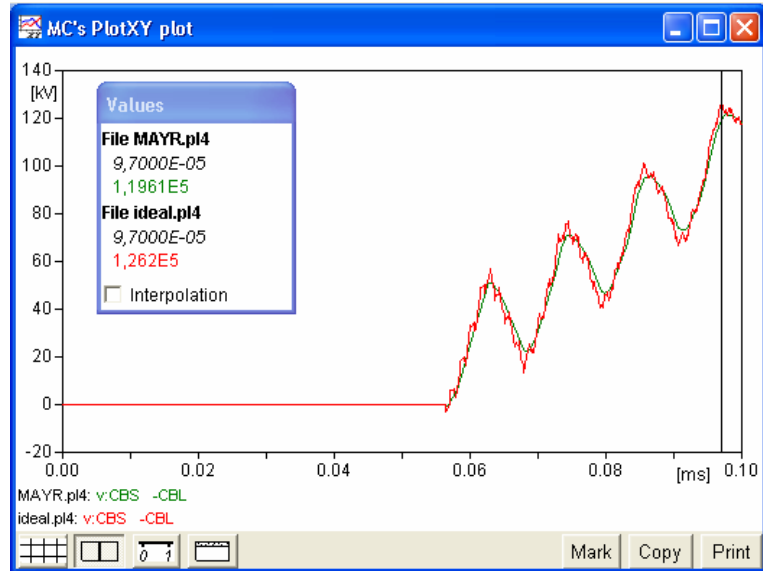 MC's PlotXY plot
140
[kV]
120
100
80
60
40
20
0
-20
Values
File MAYR.pl4
9,7000E-05
1,1961E5
File ideal.pl4
9,7000E-05
1,262E5
Interpolation
0.00 0.02 0.04 0.06 0.08 [ms] 0.10
MAYR.pl4: v:CBS -CBL
ideal.pl4: v:CBS -CBL
0 1 Mark Copy Print